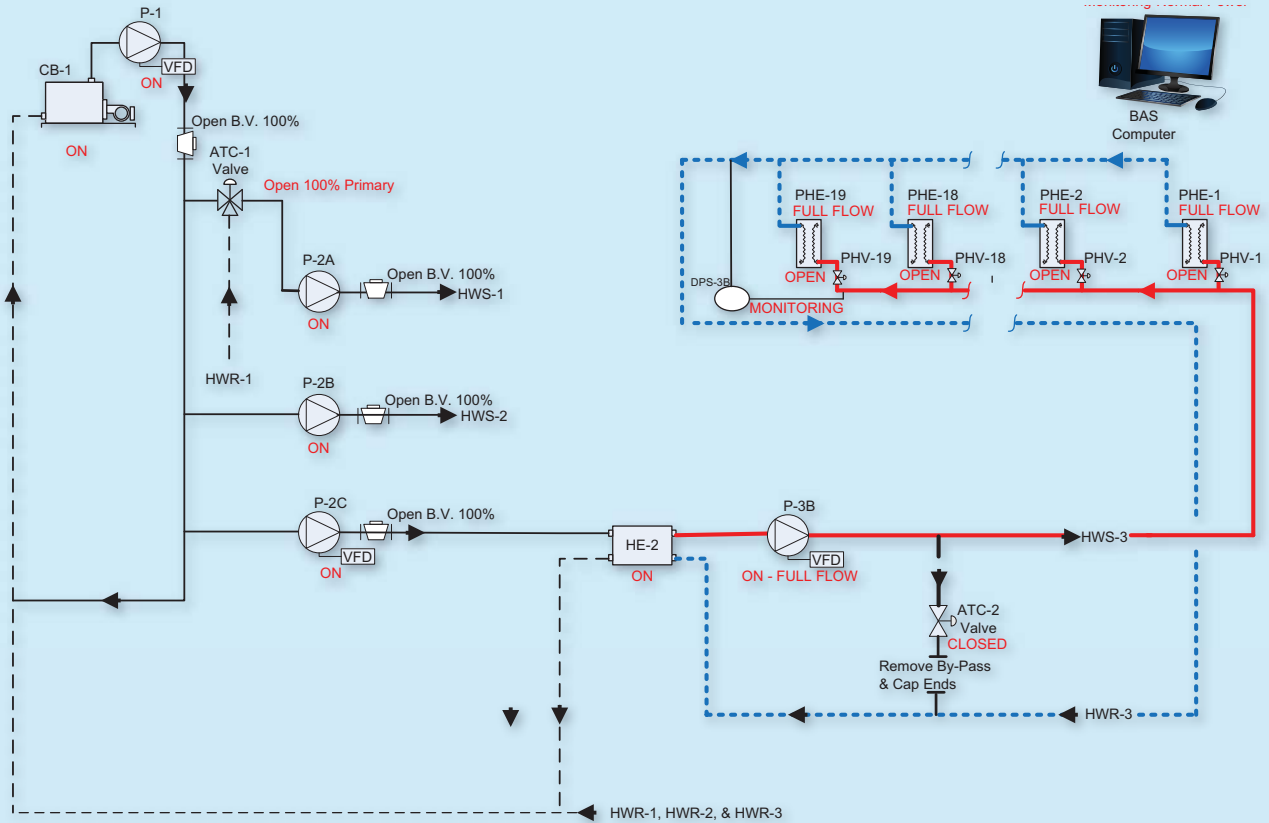 P-1
VFD
ON
CB-1
ON
Open B.V. 100%
ATC-1
Valve
Open 100% Primary
P-2A
Open B.V. 100%
HWS-1
ON
HWR-1
P-2B
Open B.V. 100%
HWS-2
ON
P-2C
Open B.V. 100%
VFD
ON
HE-2
ON
P-3B
VFD
ON - FULL FLOW
HWS-3
ATC-2
Valve
CLOSED
Remove By-Pass
& Cap Ends
HWR-3
HWR-1, HWR-2, & HWR-3
BAS
Computer
PHE-19
FULL FLOW
PHE-18
FULL FLOW
PHE-2
FULL FLOW
PHE-1
FULL FLOW
PHV-19
PHV-18
PHV-2
PHV-1
OPEN
OPEN
OPEN
OPEN
DPS-3B
MONITORING